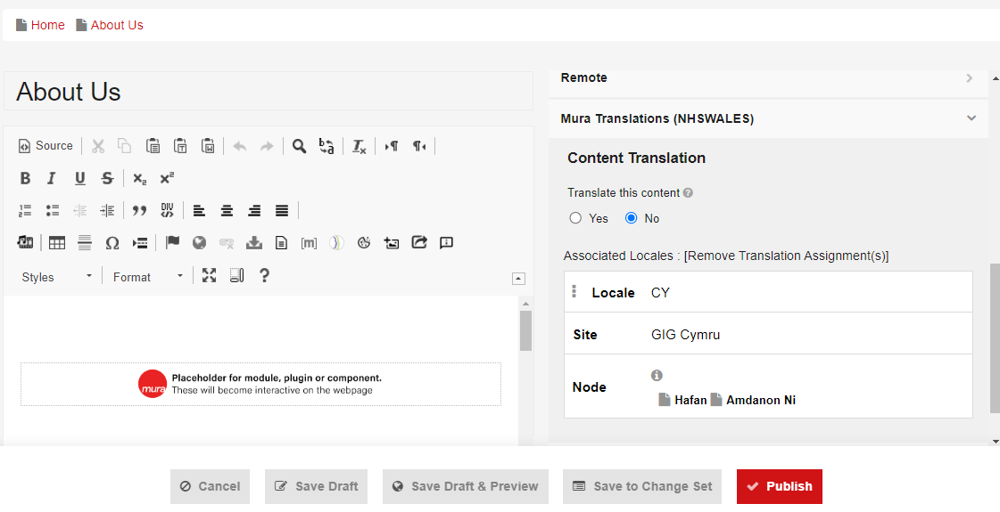 Home About Us
About Us
Source
B I U S x₂ x²
DIV
Ω
[m]
Styles Format ?
mura
Placeholder for module, plugin or component.
These will become interactive on the webpage
Remote
Mura Translations (NHSWALES)
Content Translation
Translate this content ?
Yes No
Associated Locales : [Remove Translation Assignment(s)]
Locale CY
Site GIG Cymru
Node
Hafan Amdanon Ni
Cancel Save Draft Save Draft & Preview Save to Change Set Publish